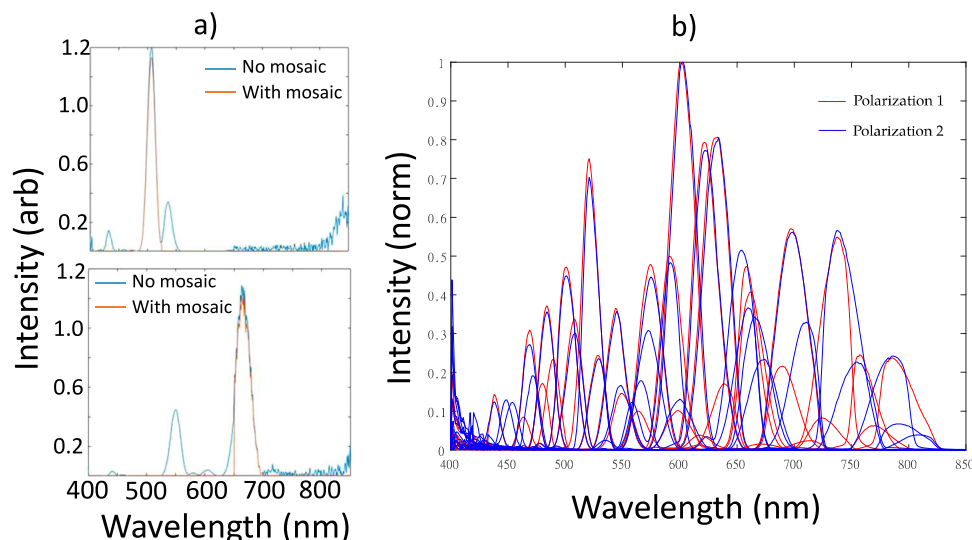 a)
1.2
1.0
0.6
0.2
No mosaic
With mosaic
1.2
1.0
0.6
0.2
No mosaic
With mosaic
400 500 600 700 800
Intensity (arb)
Wavelength (nm)
b)
1
0.9
0.8
0.7
0.6
0.5
0.4
0.3
0.2
0.1
0
Polarization 1
Polarization 2
400 450 500 550 600 650 700 750 800 850
Intensity (norm)
Wavelength (nm)